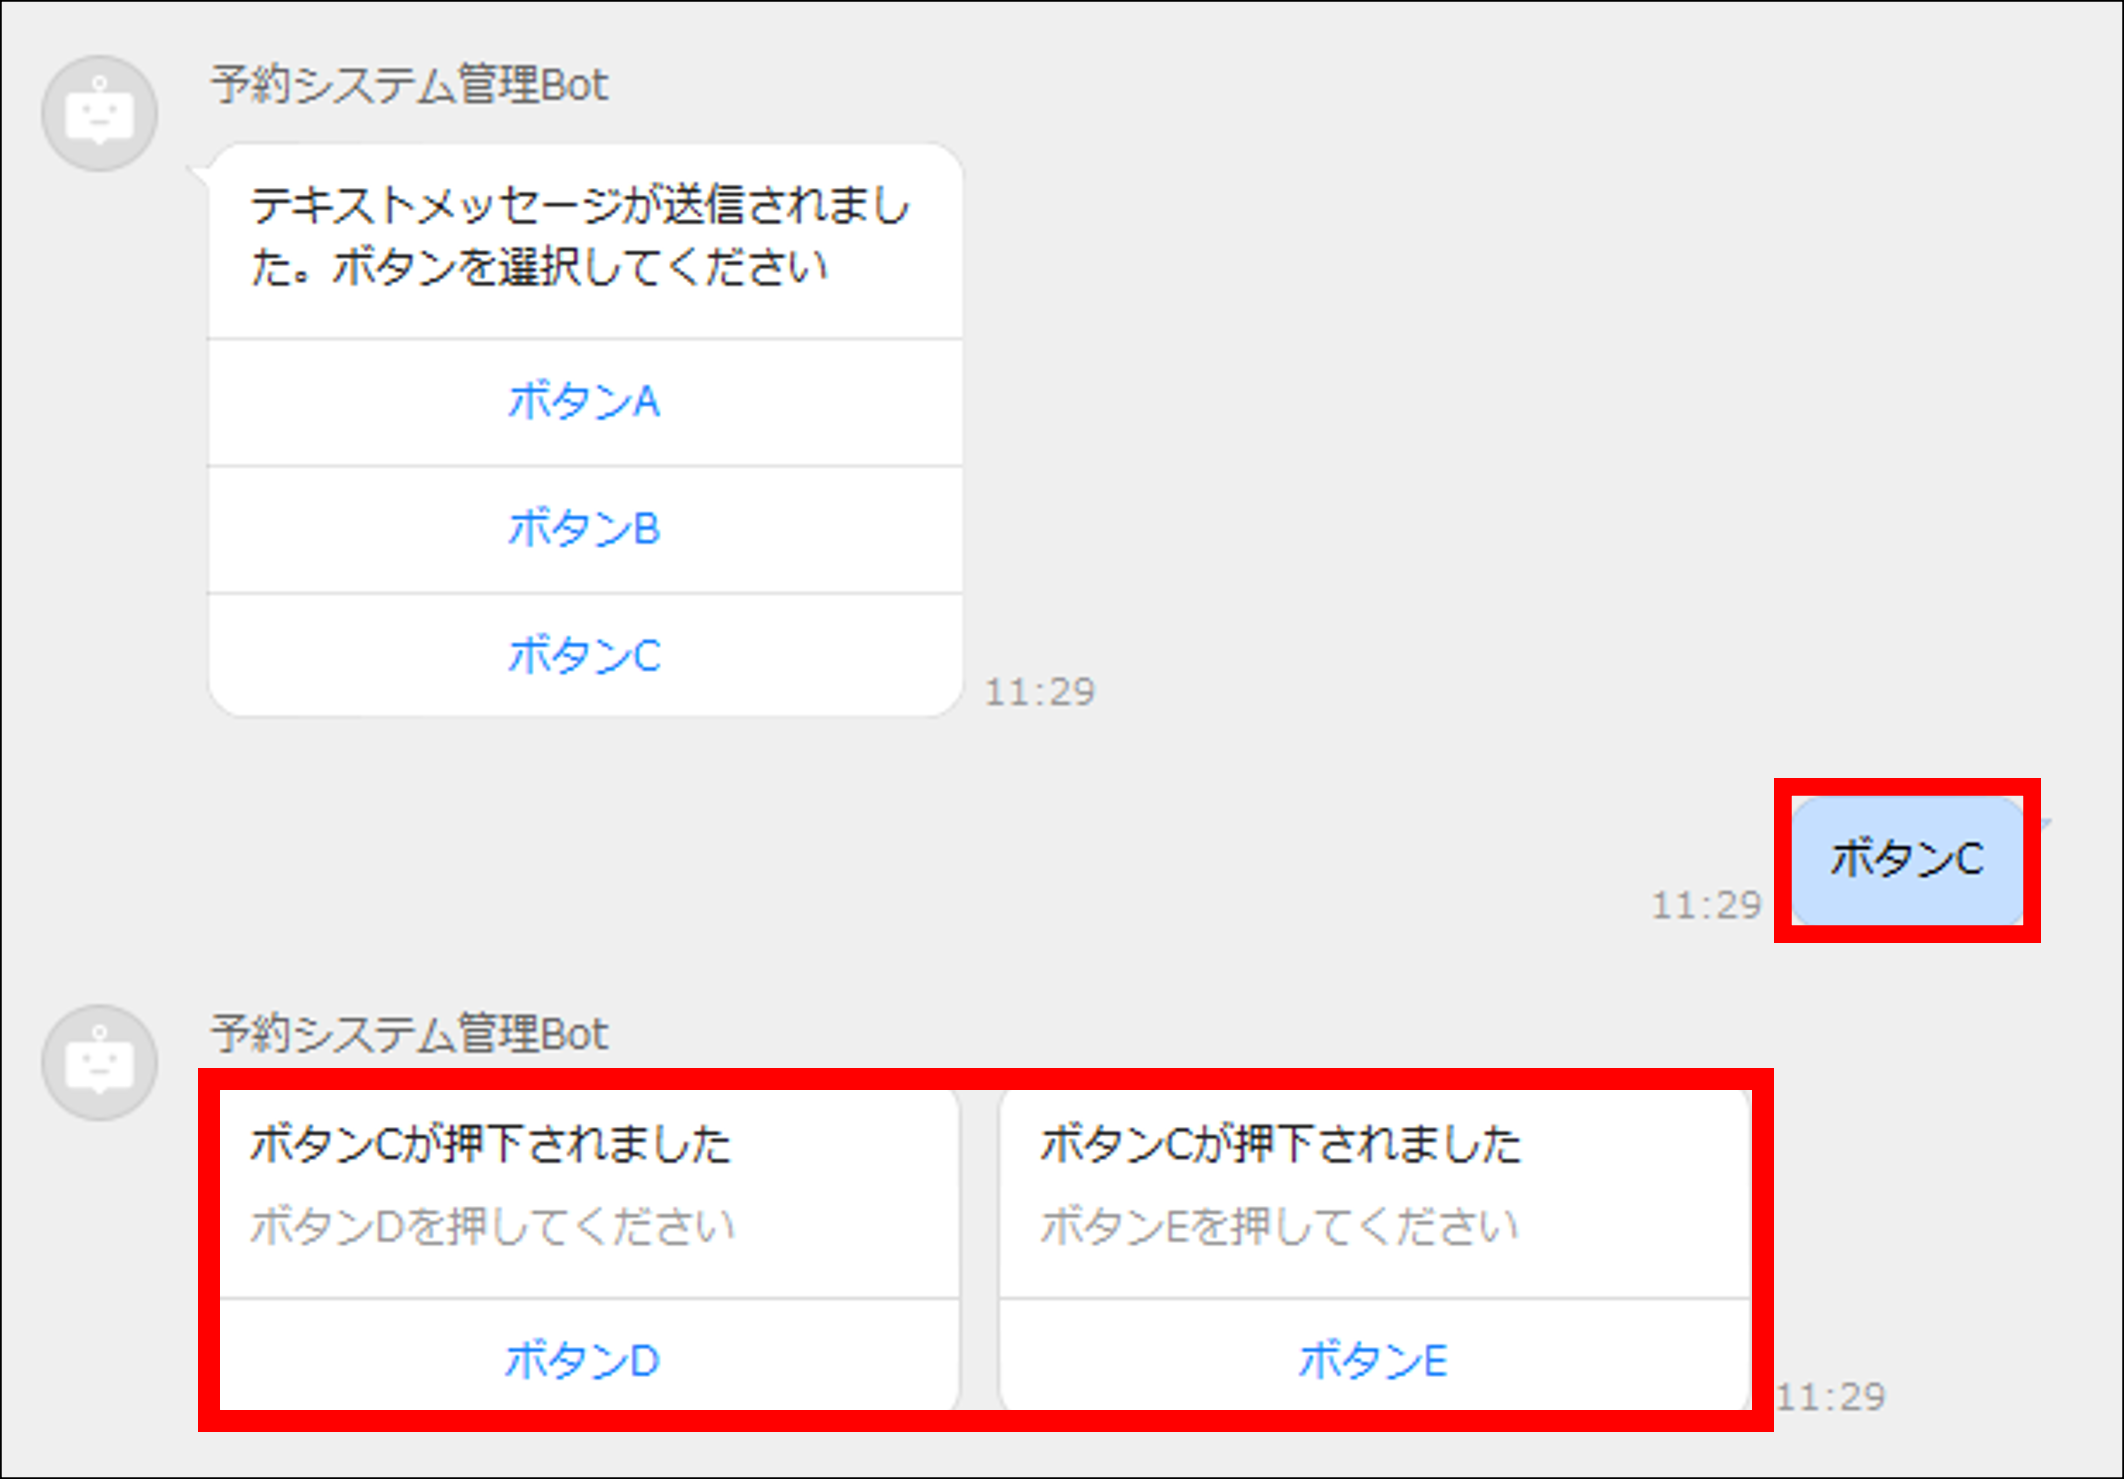 予約システム管理Bot
テキストメッセージが送信されまし
た。ボタンを選択してください
ボタンA
ボタンB
ボタンC
11:29
ボタンC
11:29
予約システム管理Bot
ボタンCが押下されました
ボタンDを押してください
ボタンD
ボタンCが押下されました
ボタンEを押してください
ボタンE
11:29